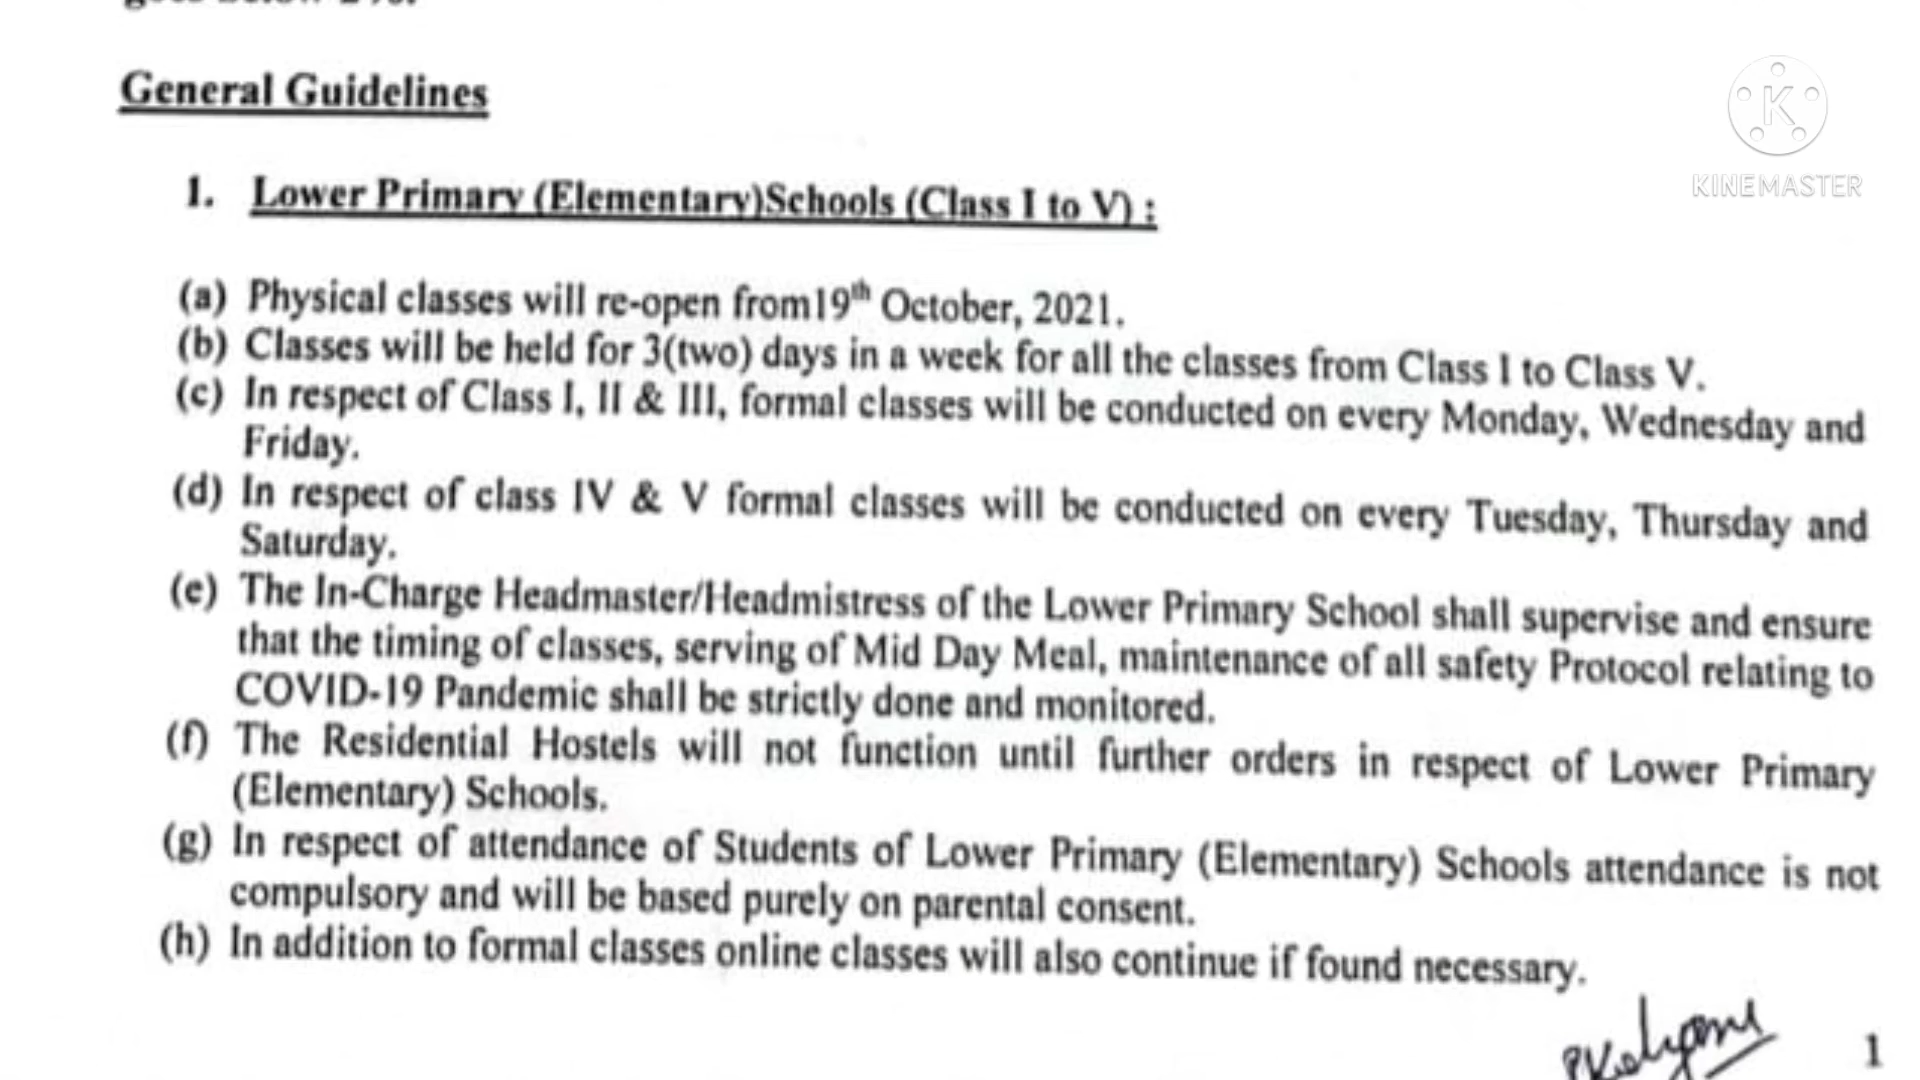 General Guidelines
K
KINEMASTER
1. Lower Primary (Elementary)Schools (Class I to V) :
(a) Physical classes will re-open from19th October, 2021.
(b) Classes will be held for 3(two) days in a week for all the classes from Class I to Class V.
(c) In respect of Class I, II & III, formal classes will be conducted on every Monday, Wednesday and
Friday.
(d) In respect of class IV & V formal classes will be conducted on every Tuesday, Thursday and
Saturday.
(e) The In-Charge Headmaster/Headmistress of the Lower Primary School shall supervise and ensure
that the timing of classes, serving of Mid Day Meal, maintenance of all safety Protocol relating to
COVID-19 Pandemic shall be strictly done and monitored.
(f) The Residential Hostels will not function until further orders in respect of Lower Primary
(Elementary) Schools.
(g) In respect of attendance of Students of Lower Primary (Elementary) Schools attendance is not
compulsory and will be based purely on parental consent.
(h) In addition to formal classes online classes will also continue if found necessary.
1